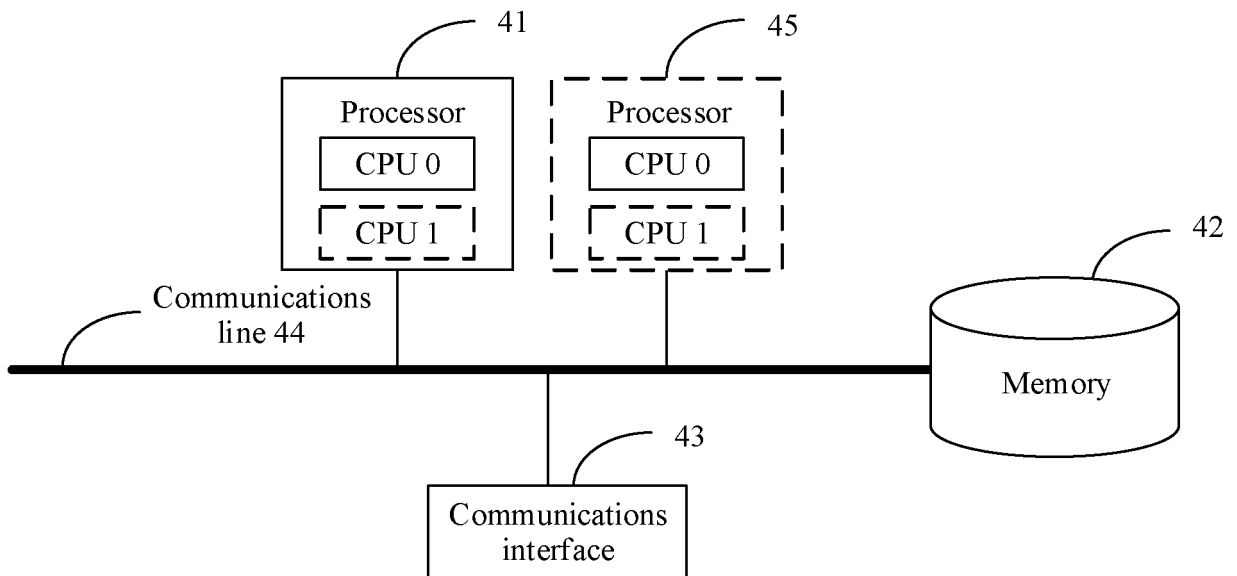 41
45
Processor
CPU 0
CPU 1
Processor
CPU 0
CPU 1
42
Communications
line 44
Memory
43
Communications
interface